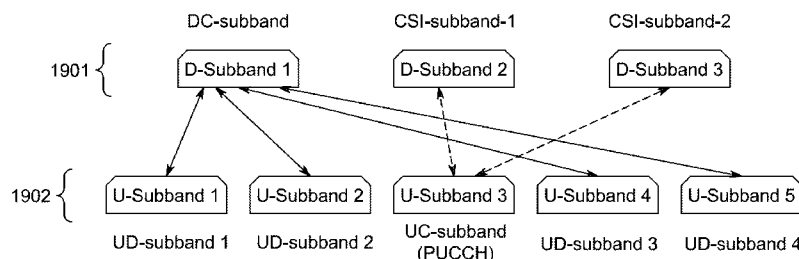 DC-subband CSI-subband-1 CSI-subband-2
1901 D-Subband 1 D-Subband 2 D-Subband 3
1902 U-Subband 1 U-Subband 2 U-Subband 3 U-Subband 4 U-Subband 5
UD-subband 1 UD-subband 2 UC-subband (PUCCH) UD-subband 3 UD-subband 4